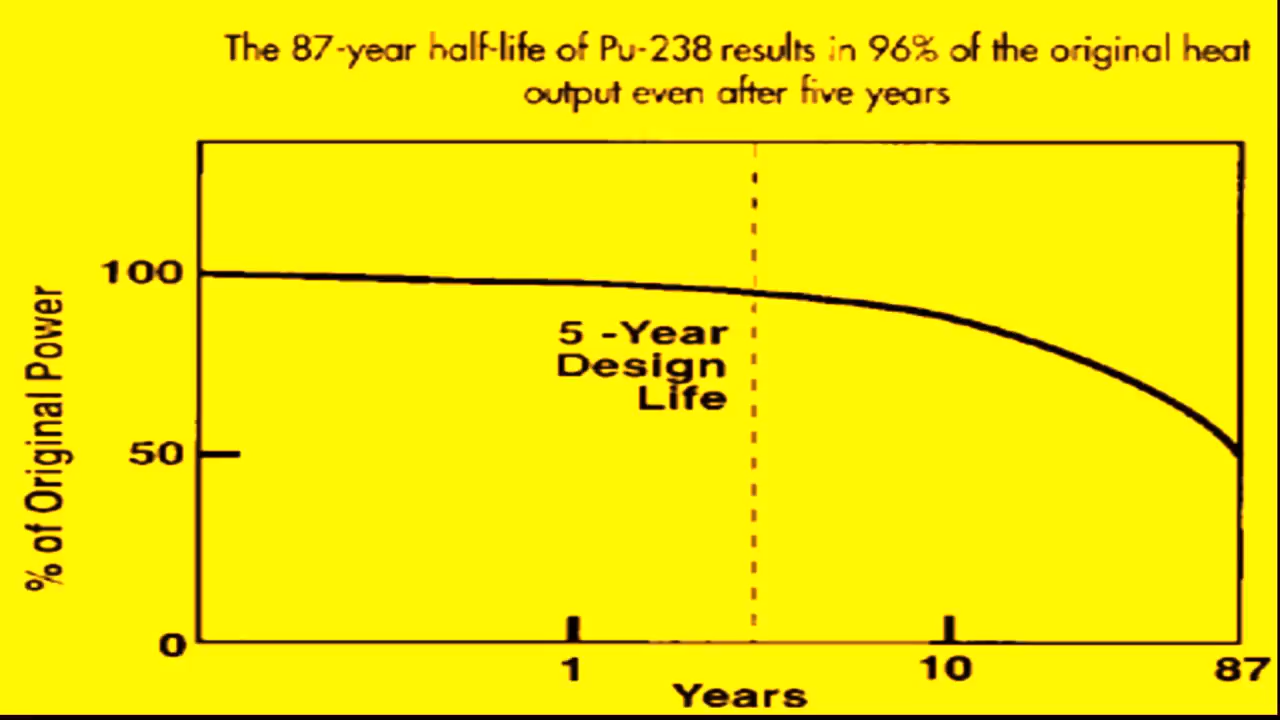 The 87-year half-life of Pu-238 results in 96% of the original heat
output even after five years
% of Original Power
100
50
0
5 -Year
Design
Life
1
10
87
Years